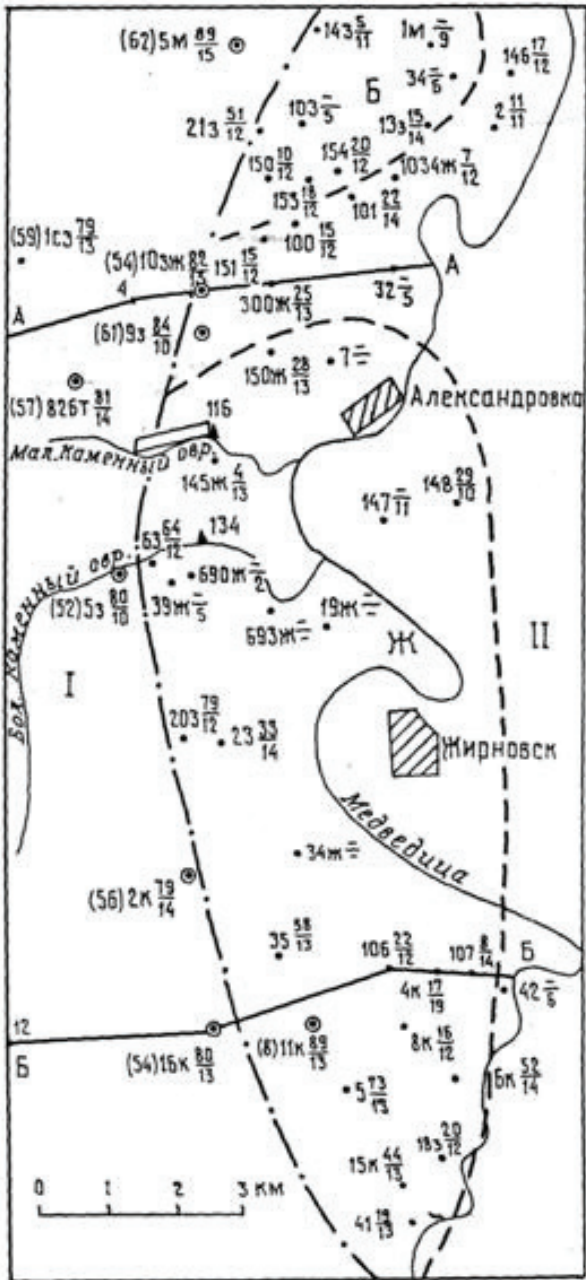 (62) 5м 89/15
143 5/11
1м –/9
146 17/12
34 –/6
Б
213 51/12
103 –/5
13з 15/14
2 11/11
150 10/12
154 20/12
1034Ж 7/12
155 18/12
101 22/14
100 15/12
(59) 1сз 79/13
(54) 10зЖ 82/13
151 15/12
А
4
300Ж 25/13
32 –/5
А
(61) 9з 84/10
150Ж 28/13
7 –/–
(57) 826Т 81/14
Александровка
116
Мал. Каменный овр.
145Ж 4/13
148 29/10
147 –/11
134
63 64/12
Бол. Каменный овр.
690Ж –/2
(52) 5з 80/10
39Ж –/5
693Ж –/–
19Ж –/–
Ж
II
I
203 79/12
23 33/14
Жирновск
Медведица
34Ж –/–
(56) 2к 79/14
35 58/13
106 22/12
107 8/14
Б
4к 17/19
42 –/6
12
Б
(54) 16к 80/13
(8) 11к 89/13
8к 16/12
6к 52/14
5 73/13
18з 20/12
15к 44/13
41 19/13
0 1 2 3 км